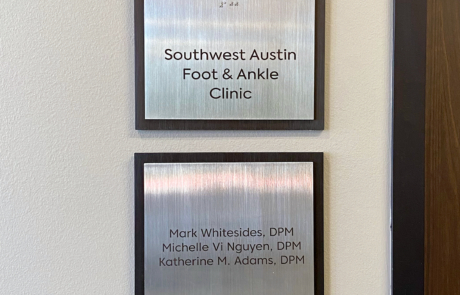 Southwest Austin
Foot & Ankle
Clinic
Mark Whitesides, DPM
Michelle Vi Nguyen, DPM
Katherine M. Adams, DPM